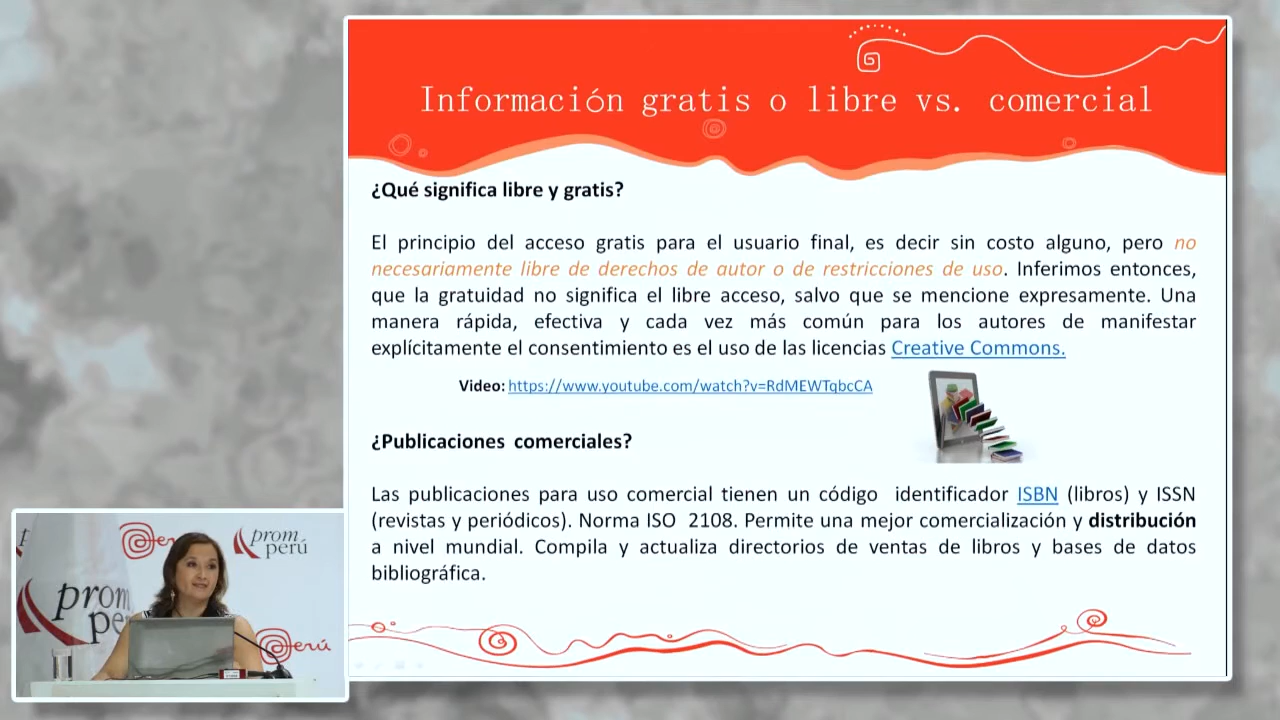 Información gratis o libre vs. comercial
¿Qué significa libre y gratis?
El principio del acceso gratis para el usuario final, es decir sin costo alguno, pero no
necesariamente libre de derechos de autor o de restricciones de uso. Inferimos entonces,
que la gratuidad no significa el libre acceso, salvo que se mencione expresamente. Una
manera rápida, efectiva y cada vez más común para los autores de manifestar
explícitamente el consentimiento es el uso de las licencias Creative Commons.
Video: https://www.youtube.com/watch?v=RdMEWTqbcCA
¿Publicaciones comerciales?
Las publicaciones para uso comercial tienen un código identificador ISBN (libros) y ISSN
(revistas y periódicos). Norma ISO 2108. Permite una mejor comercialización y distribución
a nivel mundial. Compila y actualiza directorios de ventas de libros y bases de datos
bibliográfica.
prom
perú
prom
pe
Perú